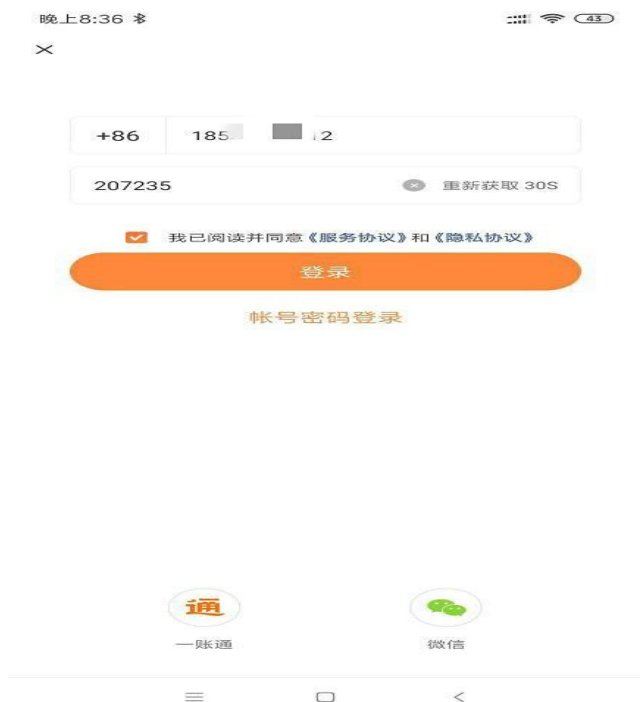 晚上8:36
43
+86 185 12
207235 重新获取 30S
我已阅读并同意《服务协议》和《隐私协议》
登录
帐号密码登录
通
一账通 微信